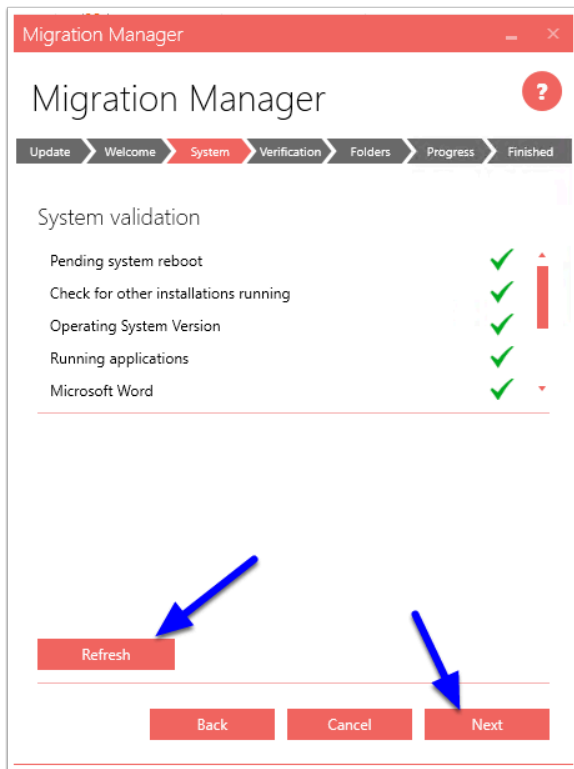 Migration Manager
Migration Manager
?
Update Welcome System Verification Folders Progress Finished
System validation
Pending system reboot
Check for other installations running
Operating System Version
Running applications
Microsoft Word
Refresh
Back Cancel Next